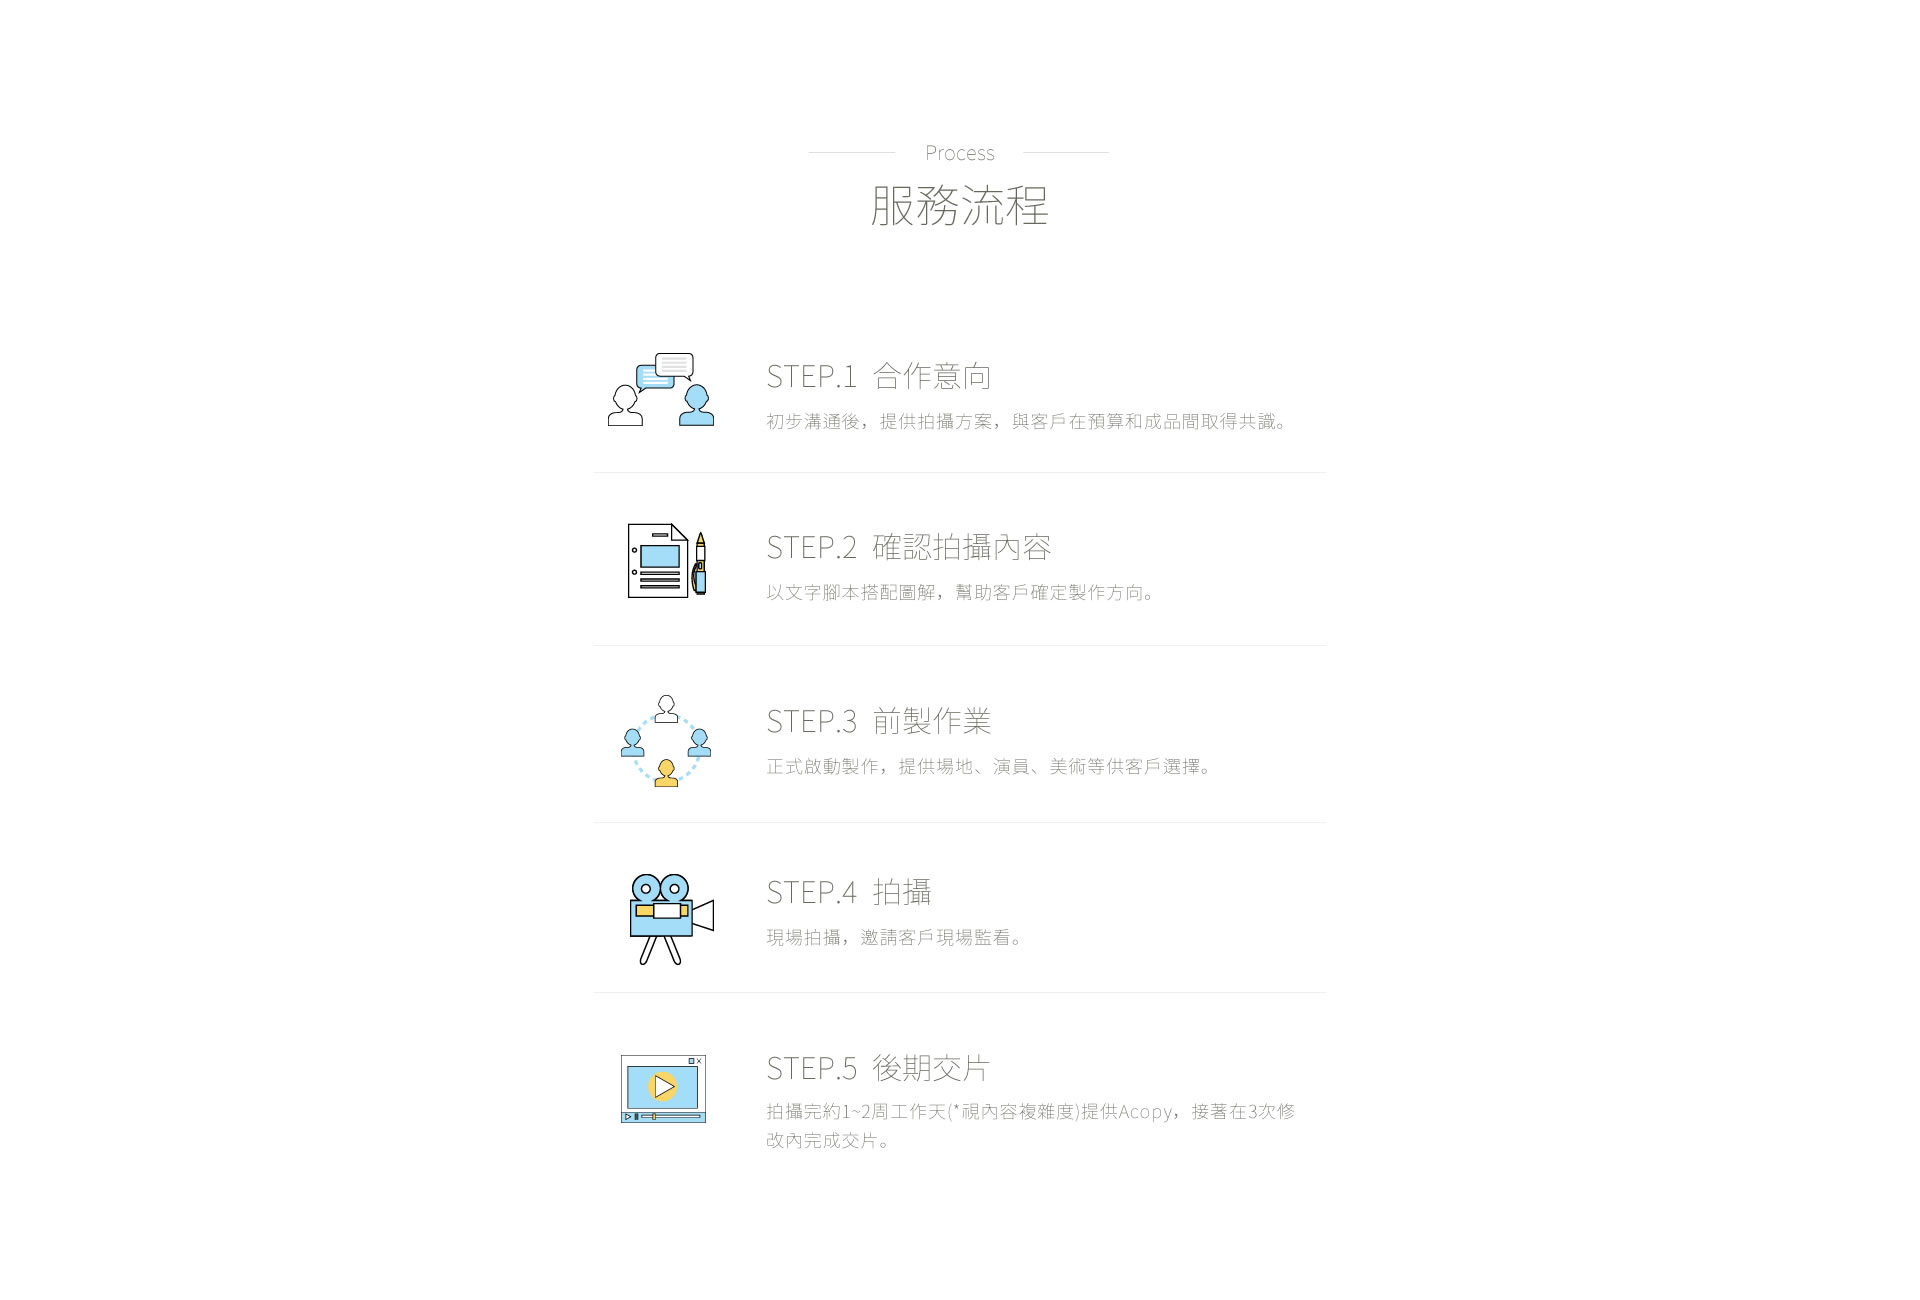 Process
服務流程
STEP.1 合作意向
初步溝通後，提供拍攝方案，與客戶在預算和成品間取得共識。
STEP.2 確認拍攝內容
以文字腳本搭配圖解，幫助客戶確定製作方向。
STEP.3 前製作業
正式啟動製作，提供場地、演員、美術等供客戶選擇。
STEP.4 拍攝
現場拍攝，邀請客戶現場監看。
STEP.5 後期交片
拍攝完約1~2周工作天(*視內容複雜度)提供Acopy，接著在3次修
改內完成交片。